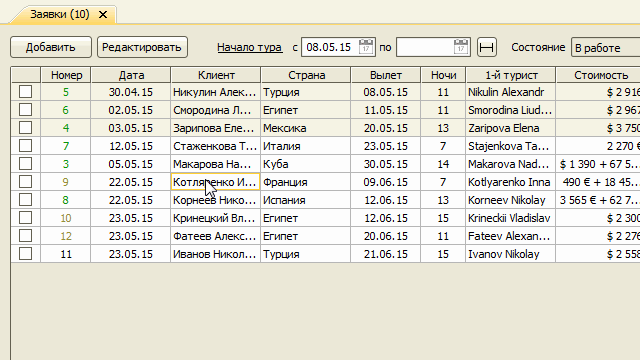 Заявки (10)
Добавить Редактировать Начало тура с 08.05.15 по Состояние В работе
Номер Дата Клиент Страна Вылет Ночи 1-й турист Стоимость
5 30.04.15 Никулин Алек... Турция 08.05.15 11 Nikulin Alexandr $ 2 916
6 02.05.15 Смородина Л... Египет 11.05.15 11 Smorodina Liud... $ 2 967
4 03.05.15 Зарипова Еле... Мексика 20.05.15 13 Zaripova Elena $ 3 750
7 12.05.15 Стаженкова Т... Италия 23.05.15 7 Stajenkova Ta... 2 270 €
3 05.05.15 Макарова На... Куба 30.05.15 14 Makarova Nad... $ 1 390 + 67 5...
9 22.05.15 Котляренко И... Франция 09.06.15 7 Kotlyarenko Inna 490 € + 18 45...
8 22.05.15 Корнеев Нико... Испания 12.06.15 13 Korneev Nikolay 3 565 € + 62 7...
10 23.05.15 Кринецкий Вл... Египет 12.06.15 15 Krineckii Vladislav $ 2 300
12 23.05.15 Фатеев Алекс... Египет 20.06.15 11 Fateev Alexan... $ 2 276
11 23.05.15 Иванов Никол... Турция 21.06.15 15 Ivanov Nikolay $ 2 558